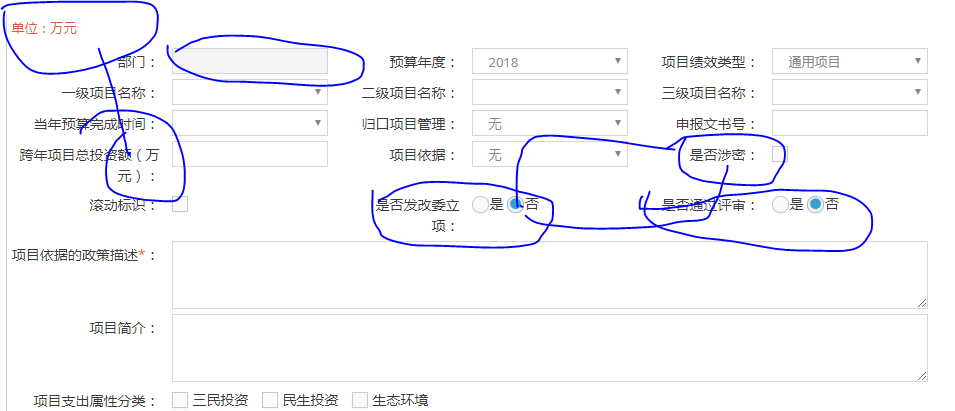 单位：万元
部门： 预算年度： 2018 项目绩效类型： 通用项目
一级项目名称： 二级项目名称： 三级项目名称：
当年预算完成时间： 归口项目管理： 无 申报文书号：
跨年项目总投资额（万元）： 项目依据： 无 是否涉密：
滚动标识： 是否发改委立项： 是 否 是否通过评审： 是 否
项目依据的政策描述*：
项目简介：
项目支出属性分类： 三民投资 民生投资 生态环境